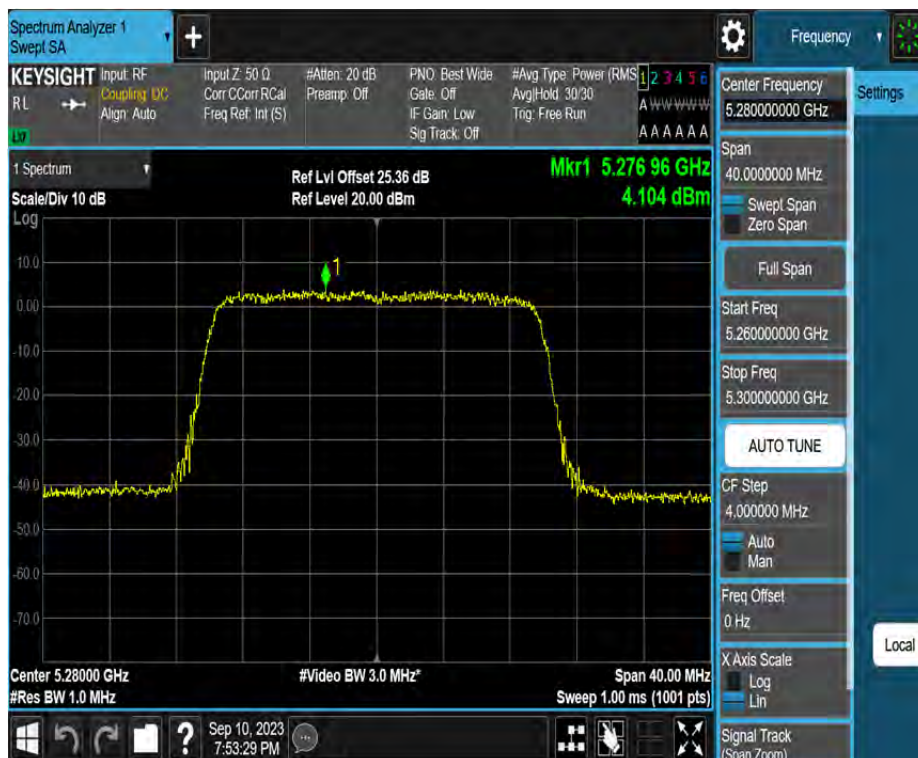 Spectrum Analyzer 1
Swept SA
+
Frequency
KEYSIGHT
RL
LXI
Input: RF
Coupling: DC
Align: Auto
Input Z: 50 Ω
Corr CCorr RCal
Freq Ref: Int (S)
#Atten: 20 dB
Preamp: Off
PNO: Best Wide
Gate: Off
IF Gain: Low
Sig Track: Off
#Avg Type: Power (RMS
Avg|Hold: 30/30
Trig: Free Run
1 2 3 4 5 6
A W W W W W
A A A A A A
1 Spectrum
Scale/Div 10 dB
Log
Ref Lvl Offset 25.36 dB
Ref Level 20.00 dBm
Mkr1 5.276 96 GHz
4.104 dBm
10.0
0.00
-10.0
-20.0
-30.0
-40.0
-50.0
-60.0
-70.0
1
Center 5.28000 GHz
#Res BW 1.0 MHz
#Video BW 3.0 MHz*
Span 40.00 MHz
Sweep 1.00 ms (1001 pts)
?
Sep 10, 2023
7:53:29 PM
Center Frequency
5.280000000 GHz
Span
40.0000000 MHz
Swept Span
Zero Span
Full Span
Start Freq
5.260000000 GHz
Stop Freq
5.300000000 GHz
AUTO TUNE
CF Step
4.000000 MHz
Auto
Man
Freq Offset
0 Hz
X Axis Scale
Log
Lin
Signal Track
(Span Zoom)
Settings
Local